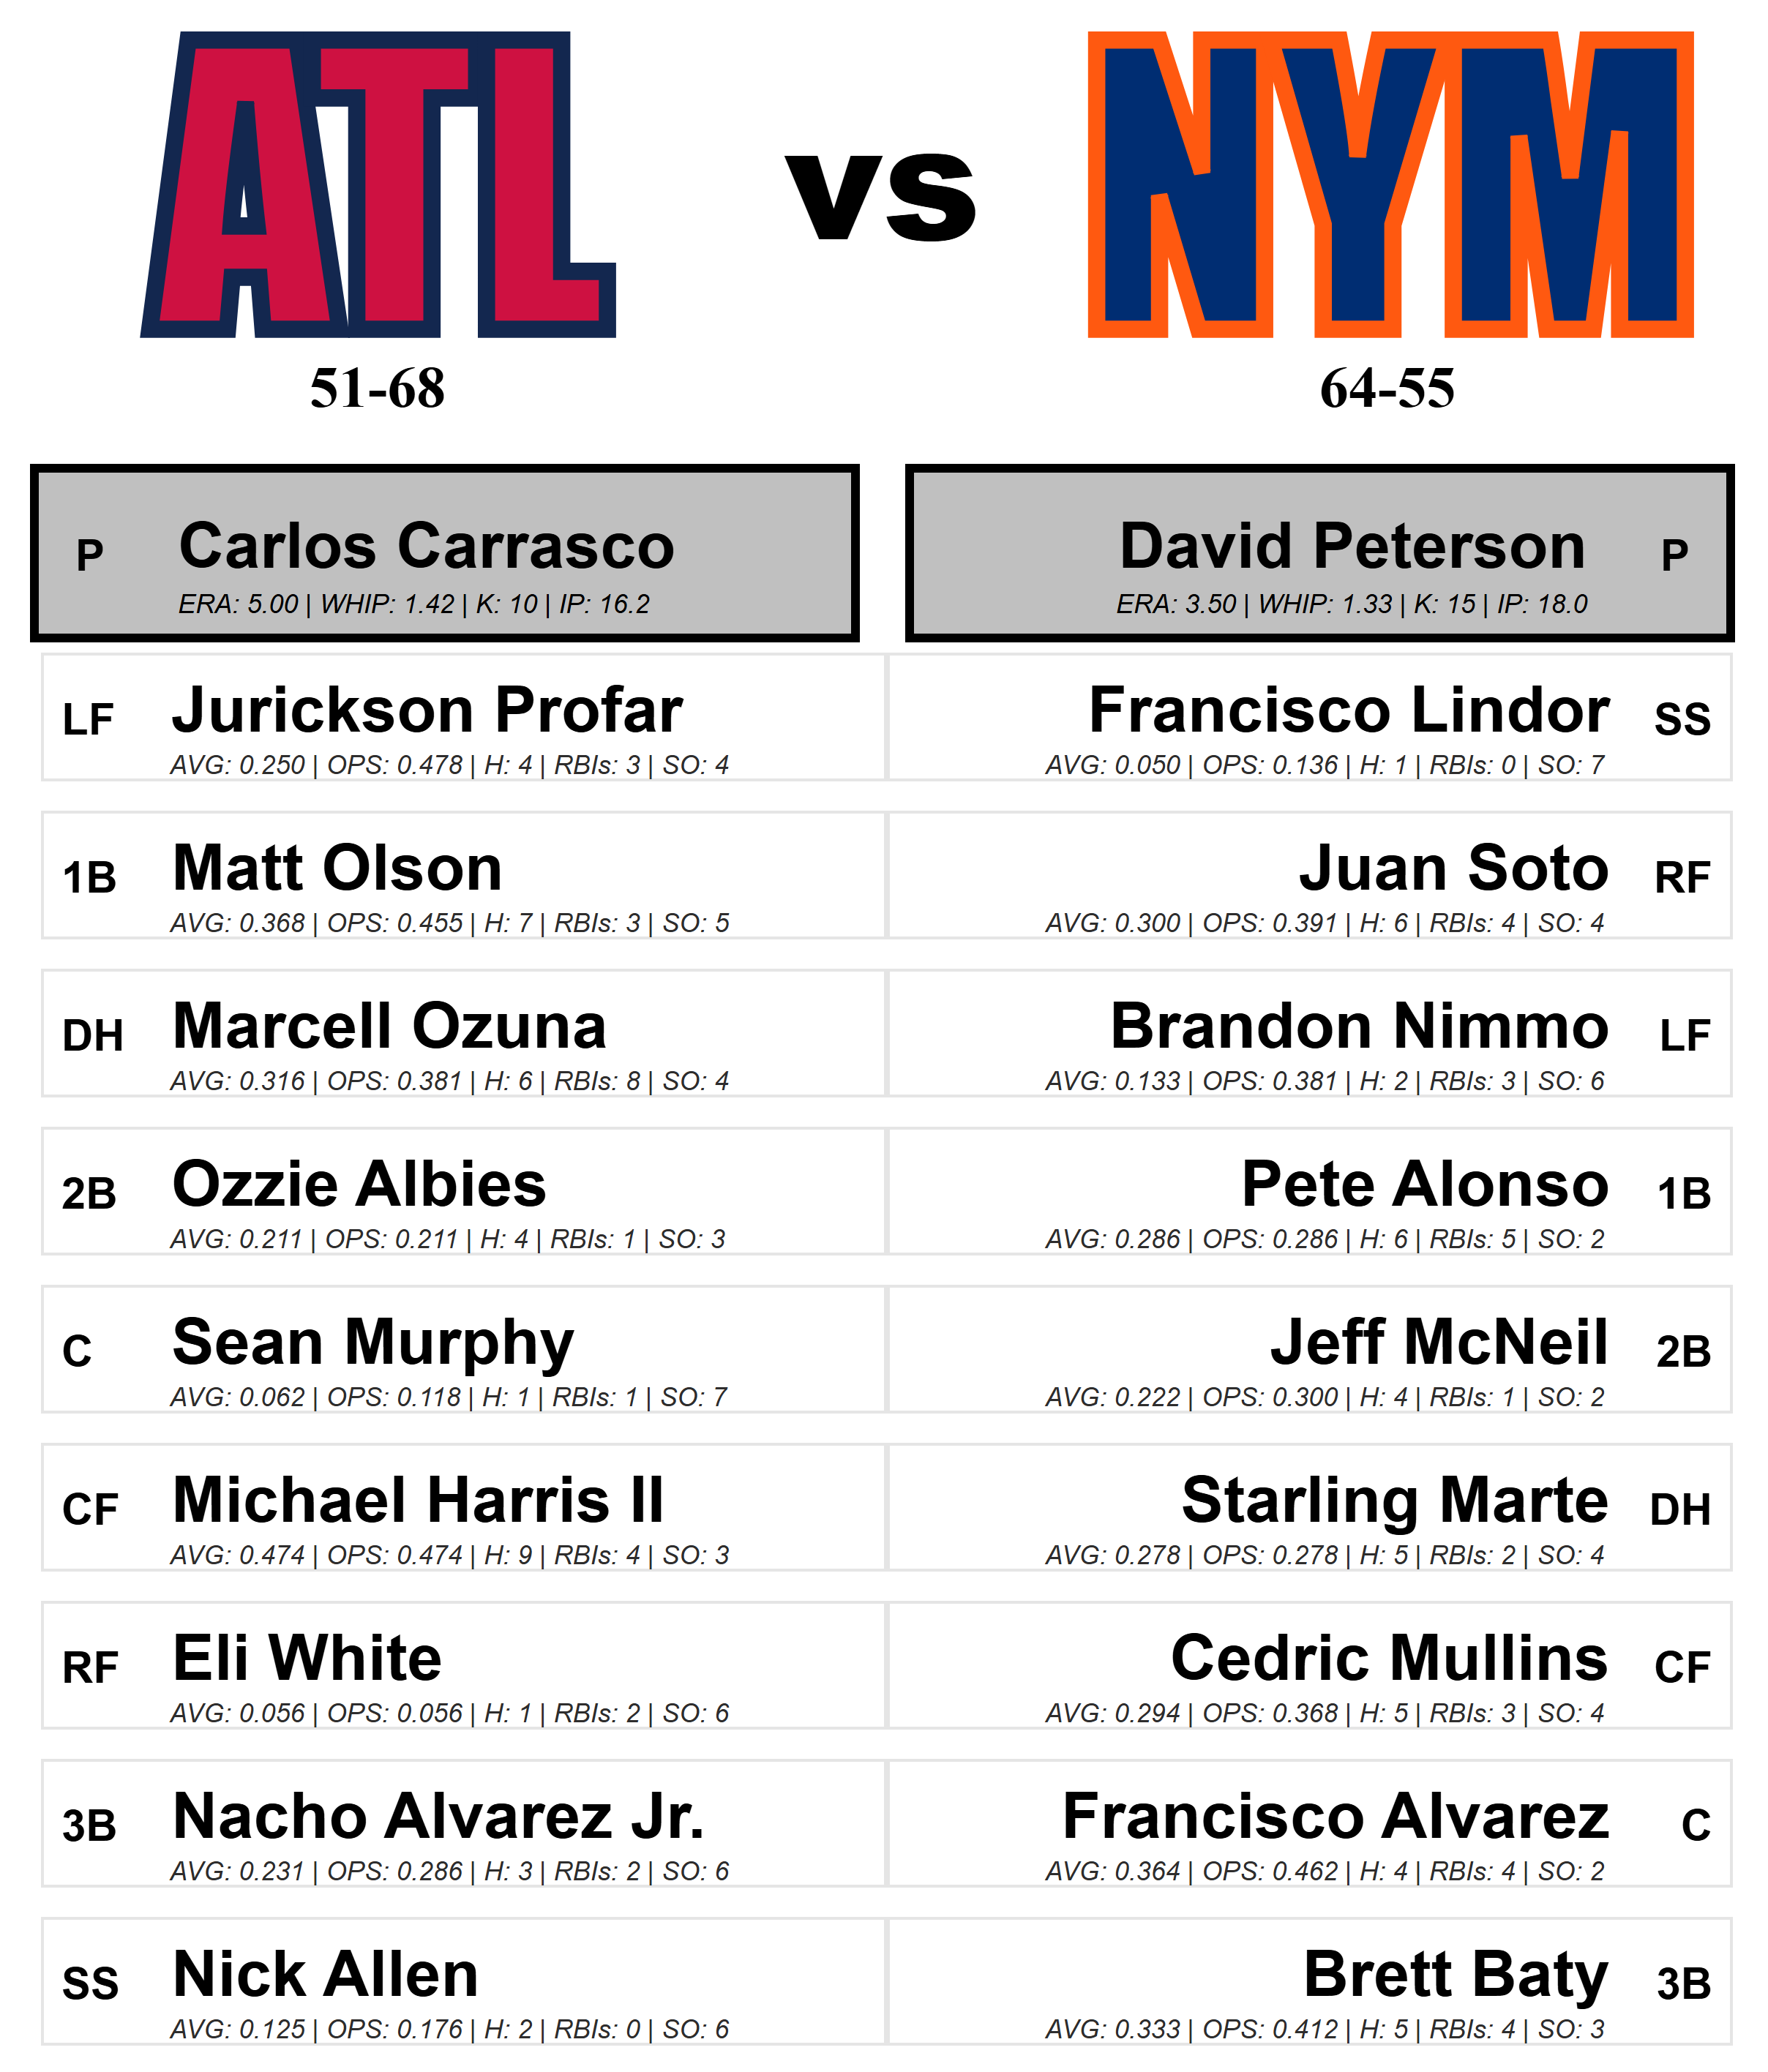 ATL vs NYM
51-68 64-55
P Carlos Carrasco
ERA: 5.00 | WHIP: 1.42 | K: 10 | IP: 16.2
David Peterson P
ERA: 3.50 | WHIP: 1.33 | K: 15 | IP: 18.0
LF Jurickson Profar
AVG: 0.250 | OPS: 0.478 | H: 4 | RBIs: 3 | SO: 4
Francisco Lindor SS
AVG: 0.050 | OPS: 0.136 | H: 1 | RBIs: 0 | SO: 7
1B Matt Olson
AVG: 0.368 | OPS: 0.455 | H: 7 | RBIs: 3 | SO: 5
Juan Soto RF
AVG: 0.300 | OPS: 0.391 | H: 6 | RBIs: 4 | SO: 4
DH Marcell Ozuna
AVG: 0.316 | OPS: 0.381 | H: 6 | RBIs: 8 | SO: 4
Brandon Nimmo LF
AVG: 0.133 | OPS: 0.381 | H: 2 | RBIs: 3 | SO: 6
2B Ozzie Albies
AVG: 0.211 | OPS: 0.211 | H: 4 | RBIs: 1 | SO: 3
Pete Alonso 1B
AVG: 0.286 | OPS: 0.286 | H: 6 | RBIs: 5 | SO: 2
C Sean Murphy
AVG: 0.062 | OPS: 0.118 | H: 1 | RBIs: 1 | SO: 7
Jeff McNeil 2B
AVG: 0.222 | OPS: 0.300 | H: 4 | RBIs: 1 | SO: 2
CF Michael Harris II
AVG: 0.474 | OPS: 0.474 | H: 9 | RBIs: 4 | SO: 3
Starling Marte DH
AVG: 0.278 | OPS: 0.278 | H: 5 | RBIs: 2 | SO: 4
RF Eli White
AVG: 0.056 | OPS: 0.056 | H: 1 | RBIs: 2 | SO: 6
Cedric Mullins CF
AVG: 0.294 | OPS: 0.368 | H: 5 | RBIs: 3 | SO: 4
3B Nacho Alvarez Jr.
AVG: 0.231 | OPS: 0.286 | H: 3 | RBIs: 2 | SO: 6
Francisco Alvarez C
AVG: 0.364 | OPS: 0.462 | H: 4 | RBIs: 4 | SO: 2
SS Nick Allen
AVG: 0.125 | OPS: 0.176 | H: 2 | RBIs: 0 | SO: 6
Brett Baty 3B
AVG: 0.333 | OPS: 0.412 | H: 5 | RBIs: 4 | SO: 3